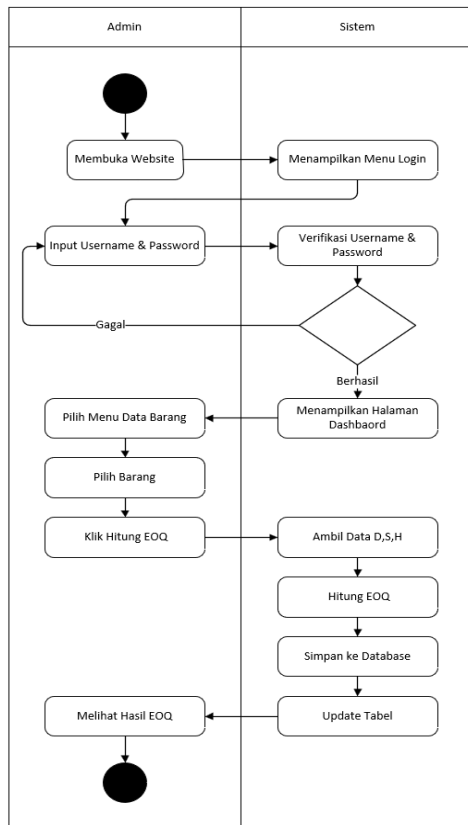 Admin
Sistem
Membuka Website
Menampilkan Menu Login
Input Username & Password
Verifikasi Username &
Password
Gagal
Berhasil
Pilih Menu Data Barang
Menampilkan Halaman
Dashbaord
Pilih Barang
Klik Hitung EOQ
Ambil Data D,S,H
Hitung EOQ
Simpan ke Database
Melihat Hasil EOQ
Update Tabel